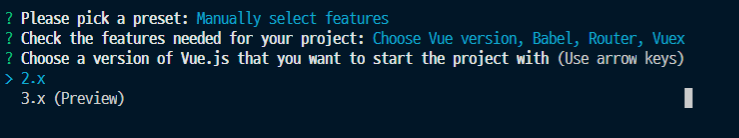 ? Please pick a preset: Manually select features
? Check the features needed for your project: Choose Vue version, Babel, Router, Vuex
? Choose a version of Vue.js that you want to start the project with (Use arrow keys)
> 2.x
  3.x (Preview)